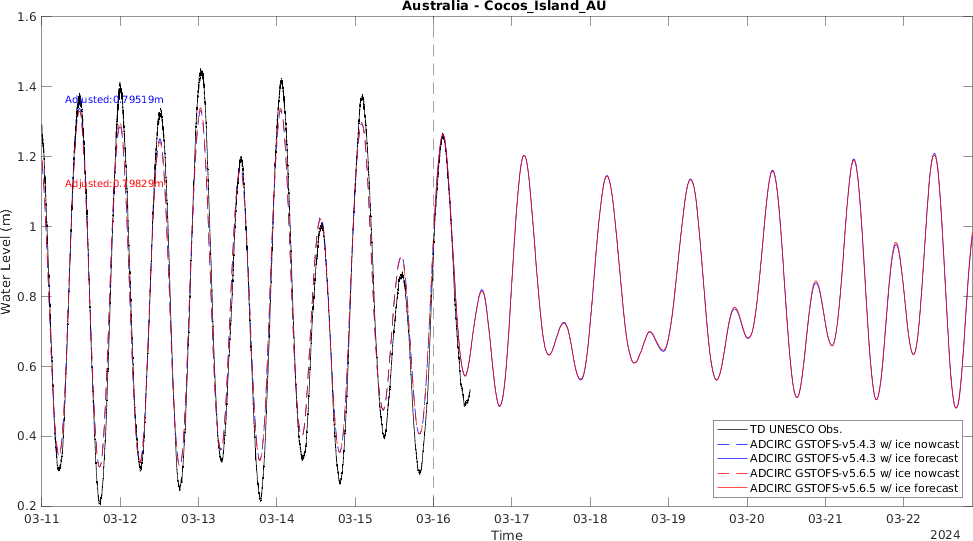 Australia - Cocos_Island_AU
1.6
1.4
1.2
1
0.8
0.6
0.4
0.2
Water Level (m)
Adjusted:0.79519m
Adjusted:0.79829m
TD UNESCO Obs.
ADCIRC GSTOFS-v5.4.3 w/ ice nowcast
ADCIRC GSTOFS-v5.4.3 w/ ice forecast
ADCIRC GSTOFS-v5.6.5 w/ ice nowcast
ADCIRC GSTOFS-v5.6.5 w/ ice forecast
03-11 03-12 03-13 03-14 03-15 03-16 03-17 03-18 03-19 03-20 03-21 03-22
Time
2024